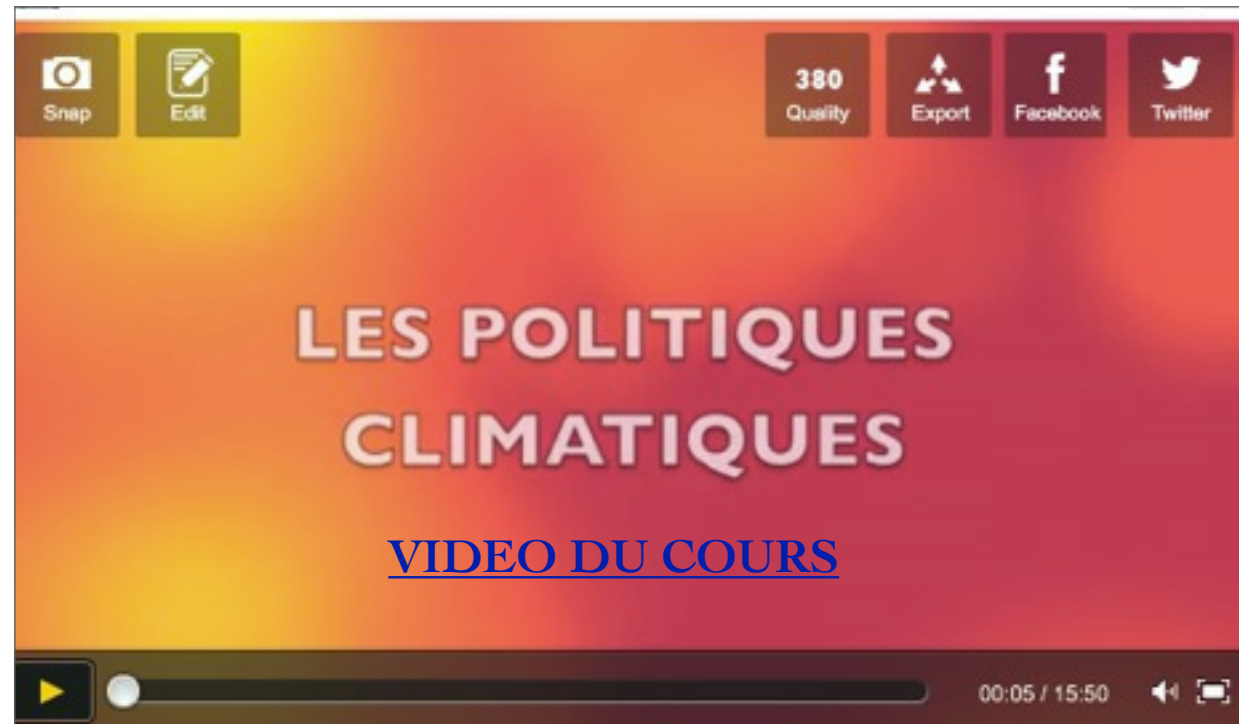 Snap
Edit
380
Quality
Export
f
Facebook
Twitter
LES POLITIQUES
CLIMATIQUES
VIDEO DU COURS
00:05 / 15:50